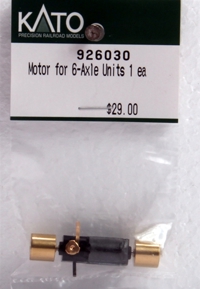 KATO
PRECISION RAILROAD MODELS
926030
Motor for 6-Axle Units 1 ea
$29.00